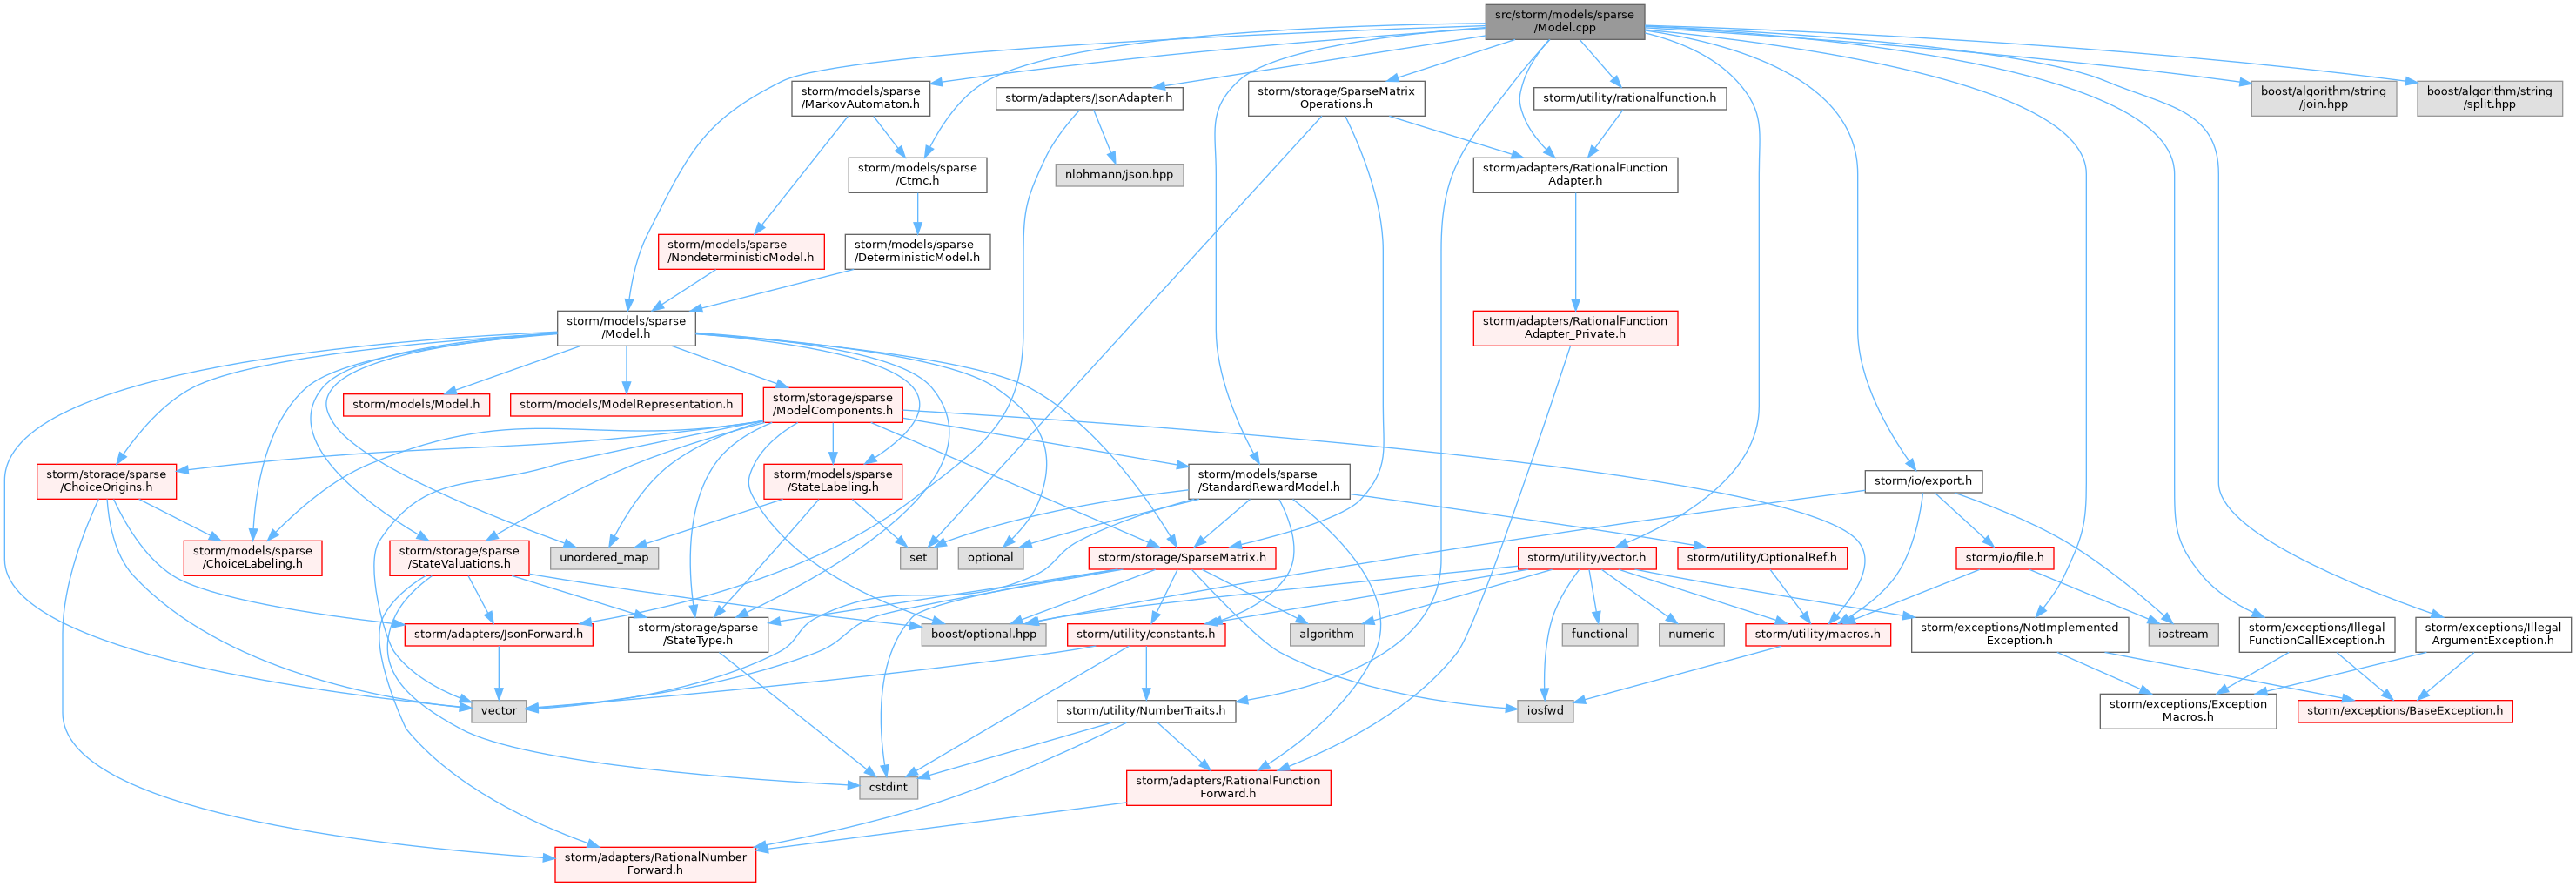 src/storm/models/sparse
/Model.cpp
storm/models/sparse
/MarkovAutomaton.h
storm/adapters/JsonAdapter.h
storm/storage/SparseMatrix
Operations.h
storm/utility/rationalfunction.h
boost/algorithm/string
/join.hpp
boost/algorithm/string
/split.hpp
storm/models/sparse
/Ctmc.h
nlohmann/json.hpp
storm/adapters/RationalFunction
Adapter.h
storm/models/sparse
/NondeterministicModel.h
storm/models/sparse
/DeterministicModel.h
storm/models/sparse
/Model.h
storm/adapters/RationalFunction
Adapter_Private.h
storm/models/Model.h
storm/models/ModelRepresentation.h
storm/storage/sparse
/ModelComponents.h
storm/storage/sparse
/ChoiceOrigins.h
storm/models/sparse
/StateLabeling.h
storm/models/sparse
/StandardRewardModel.h
storm/io/export.h
storm/models/sparse
/ChoiceLabeling.h
storm/storage/sparse
/StateValuations.h
unordered_map
set
optional
storm/storage/SparseMatrix.h
storm/utility/vector.h
storm/utility/OptionalRef.h
storm/io/file.h
storm/adapters/JsonForward.h
storm/storage/sparse
/StateType.h
boost/optional.hpp
storm/utility/constants.h
algorithm
functional
numeric
storm/utility/macros.h
storm/exceptions/NotImplemented
Exception.h
iostream
storm/exceptions/Illegal
FunctionCallException.h
storm/exceptions/Illegal
ArgumentException.h
vector
storm/utility/NumberTraits.h
iosfwd
storm/exceptions/Exception
Macros.h
storm/exceptions/BaseException.h
cstdint
storm/adapters/RationalFunction
Forward.h
storm/adapters/RationalNumber
Forward.h